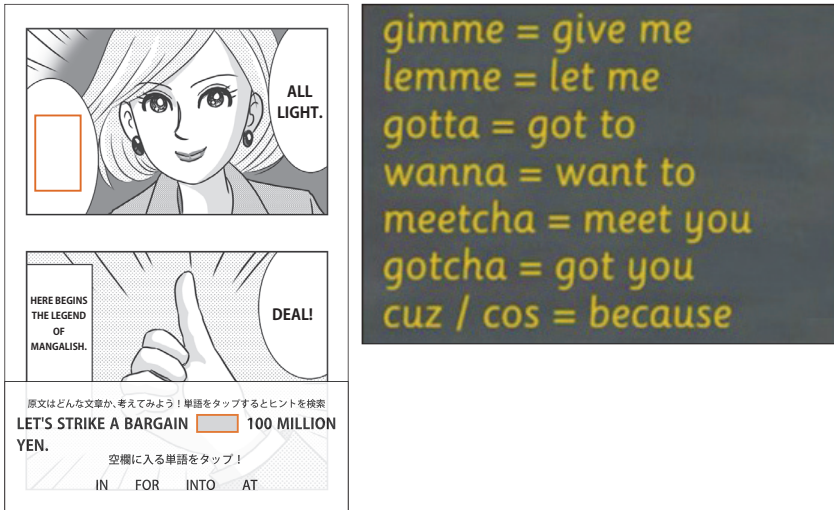 ALL
LIGHT.
HERE BEGINS
THE LEGEND
OF
MANGALISH.
DEAL!
原文はどんな文章か、考えてみよう！単語をタップするとヒントを検索
LET'S STRIKE A BARGAIN 100 MILLION
YEN.
空欄に入る単語をタップ！
IN FOR INTO AT
gimme = give me
lemme = let me
gotta = got to
wanna = want to
meetcha = meet you
gotcha = got you
cuz / cos = because